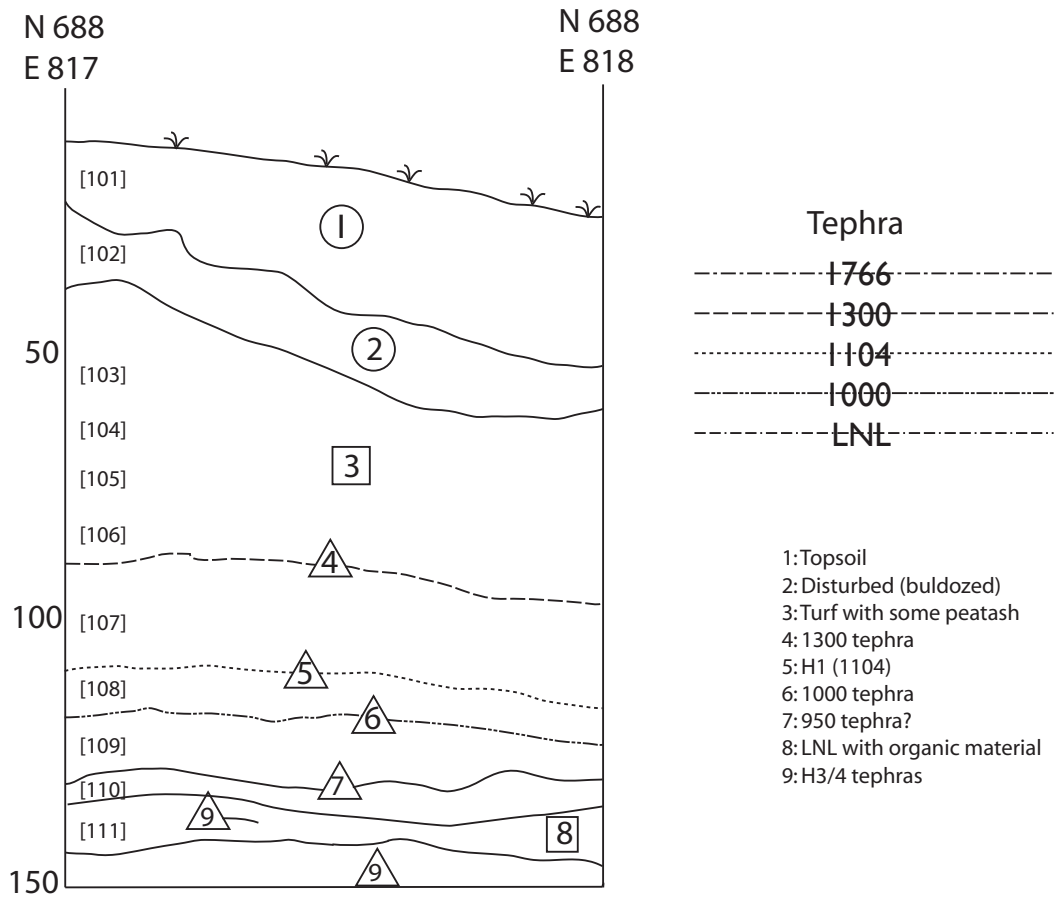 N 688
E 817
N 688
E 818
[101]
1
[102]
50
2
[103]
[104]
3
[105]
[106]
4
100
[107]
5
[108]
6
[109]
7
[110]
9
[111]
8
9
150
Tephra
1766
1300
1104
1000
LNL
1: Topsoil
2: Disturbed (buldozed)
3: Turf with some peatash
4: 1300 tephra
5: H1 (1104)
6: 1000 tephra
7: 950 tephra?
8: LNL with organic material
9: H3/4 tephras